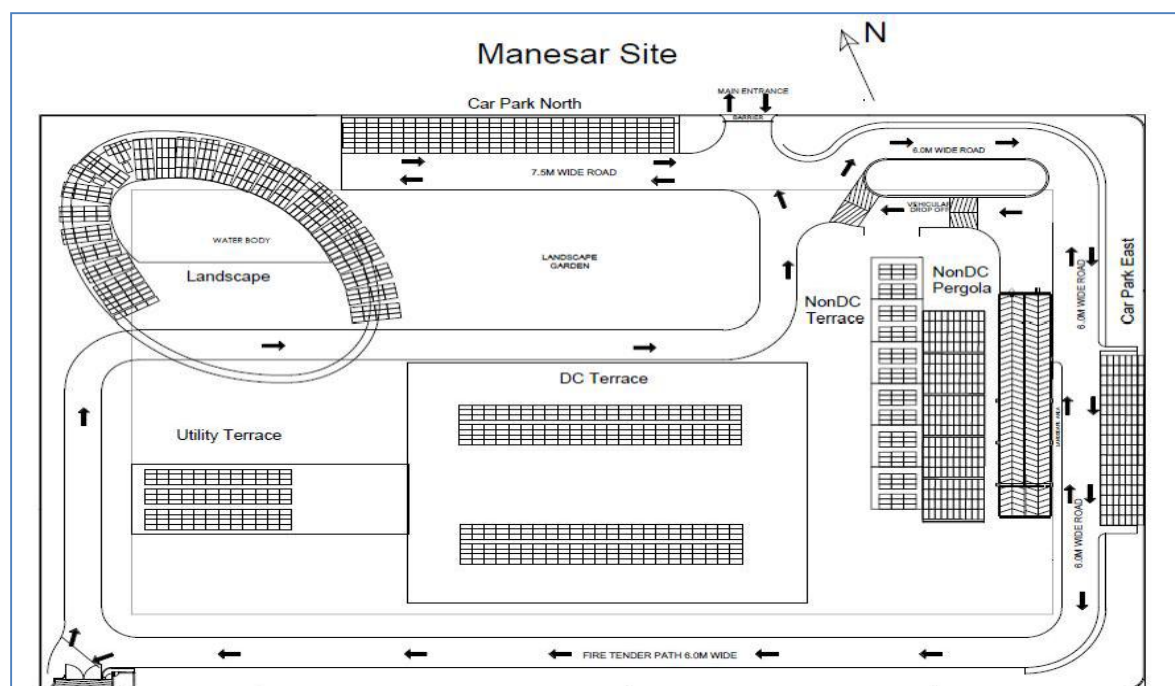 Manesar Site
N
MAIN ENTRANCE
BARRIER
Car Park North
7.5M WIDE ROAD
6.0M WIDE ROAD
VEHICULAR
DROP OFF
WATER BODY
Landscape
LANDSCAPE
GARDEN
NonDC
Terrace
NonDC
Pergola
6.0M WIDE ROAD
Car Park East
DC Terrace
Utility Terrace
LANDSCAPE AREA
6.0M WIDE ROAD
FIRE TENDER PATH 6.0M WIDE